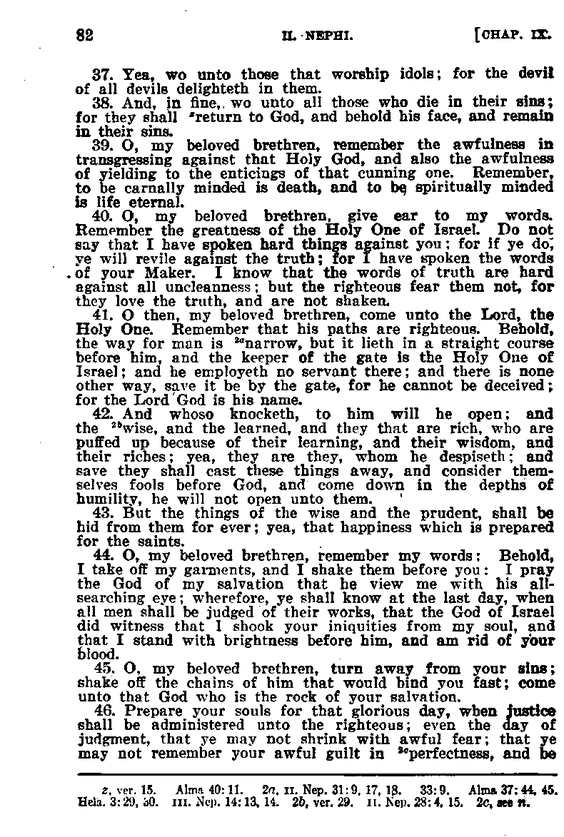 82 II. NEPHI. [CHAP. IX.
37. Yea, wo unto those that worship idols; for the devil
of all devils delighteth in them.
38. And, in fine, wo unto all those who die in their sins;
for they shall ᶻreturn to God, and behold his face, and remain
in their sins.
39. O, my beloved brethren, remember the awfulness in
transgressing against that Holy God, and also the awfulness
of yielding to the enticings of that cunning one. Remember,
to be carnally minded is death, and to be spiritually minded
is life eternal.
40. O, my beloved brethren, give ear to my words.
Remember the greatness of the Holy One of Israel. Do not
say that I have spoken hard things against you; for if ye do,
ye will revile against the truth; for I have spoken the words
of your Maker. I know that the words of truth are hard
against all uncleanness; but the righteous fear them not, for
they love the truth, and are not shaken.
41. O then, my beloved brethren, come unto the Lord, the
Holy One. Remember that his paths are righteous. Behold,
the way for man is ²ᵃnarrow, but it lieth in a straight course
before him, and the keeper of the gate is the Holy One of
Israel; and he employeth no servant there; and there is none
other way, save it be by the gate, for he cannot be deceived;
for the Lord God is his name.
42. And whoso knocketh, to him will he open; and
the ²ᵇwise, and the learned, and they that are rich, who are
puffed up because of their learning, and their wisdom, and
their riches; yea, they are they, whom he despiseth; and
save they shall cast these things away, and consider them-
selves fools before God, and come down in the depths of
humility, he will not open unto them.
43. But the things of the wise and the prudent, shall be
hid from them for ever; yea, that happiness which is prepared
for the saints.
44. O, my beloved brethren, remember my words: Behold,
I take off my garments, and I shake them before you: I pray
the God of my salvation that he view me with his all-
searching eye; wherefore, ye shall know at the last day, when
all men shall be judged of their works, that the God of Israel
did witness that I shook your iniquities from my soul, and
that I stand with brightness before him, and am rid of your
blood.
45. O, my beloved brethren, turn away from your sins;
shake off the chains of him that would bind you fast; come
unto that God who is the rock of your salvation.
46. Prepare your souls for that glorious day, when justice
shall be administered unto the righteous; even the day of
judgment, that ye may not shrink with awful fear; that ye
may not remember your awful guilt in ²ᶜperfectness, and be
z, ver. 15. Alma 40:11. 2a, II. Nep. 31:9, 17, 18. 33:9. Alma 37:44, 45.
Hela. 3:29, 30. III. Nep. 14:13, 14. 2b, ver. 29. II. Nep. 28:4, 15. 2c, see n.